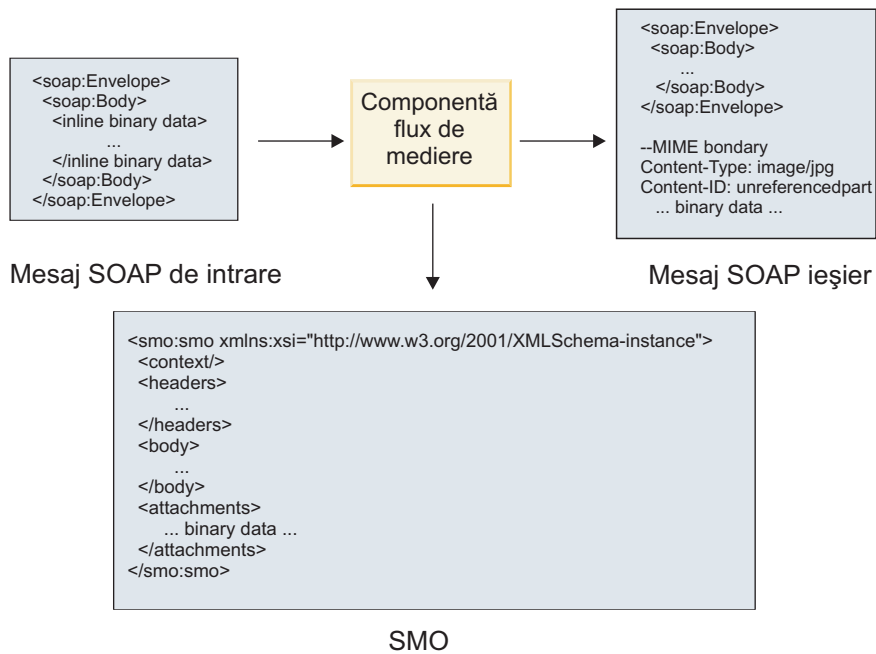 <soap:Envelope>
<soap:Body>
<inline binary data>
...
</inline binary data>
</soap:Body>
</soap:Envelope>
Mesaj SOAP de intrare
Componentă
flux de
mediere
<soap:Envelope>
<soap:Body>
...
</soap:Body>
</soap:Envelope>
--MIME bondary
Content-Type: image/jpg
Content-ID: unreferencedpart
... binary data ...
Mesaj SOAP ieşier
<smo:smo xmlns:xsi="http://www.w3.org/2001/XMLSchema-instance">
<context/>
<headers>
...
</headers>
<body>
...
</body>
<attachments>
... binary data ...
</attachments>
</smo:smo>
SMO